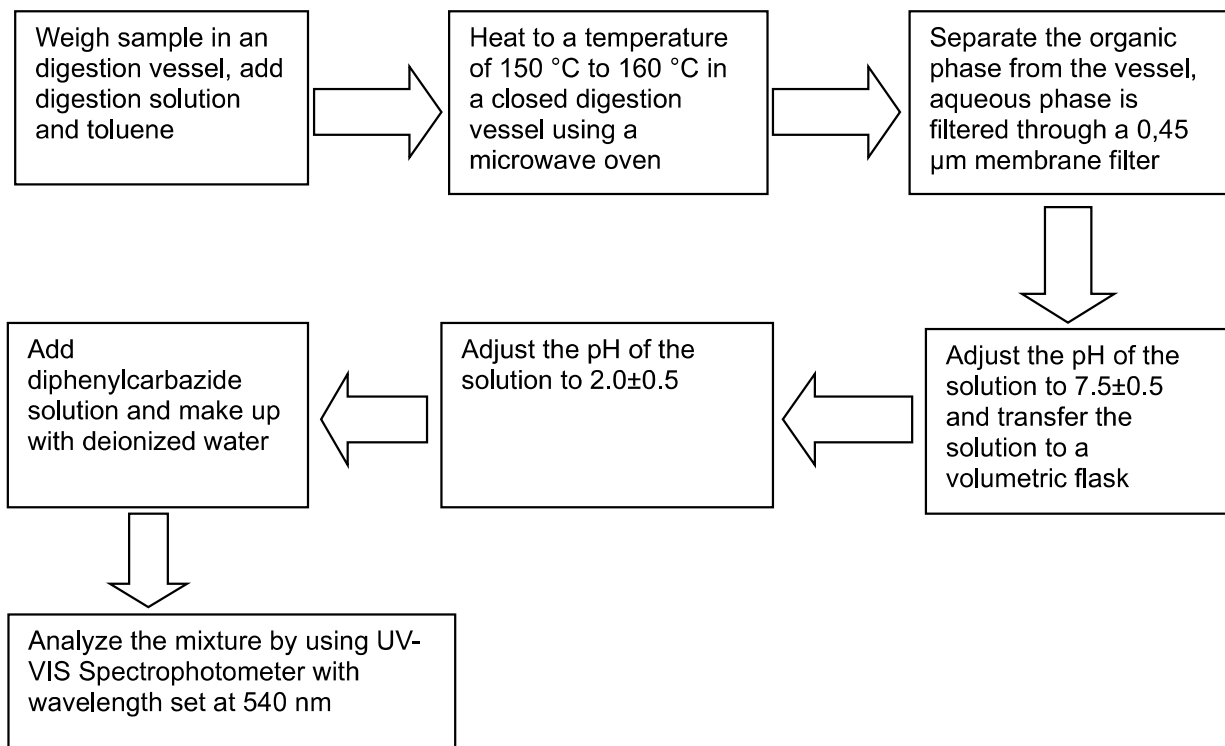 Weigh sample in an
digestion vessel, add
digestion solution
and toluene
Heat to a temperature
of 150 °C to 160 °C in
a closed digestion
vessel using a
microwave oven
Separate the organic
phase from the vessel,
aqueous phase is
filtered through a 0,45
µm membrane filter
Adjust the pH of the
solution to 7.5±0.5
and transfer the
solution to a
volumetric flask
Adjust the pH of the
solution to 2.0±0.5
Add
diphenylcarbazide
solution and make up
with deionized water
Analyze the mixture by using UV-
VIS Spectrophotometer with
wavelength set at 540 nm